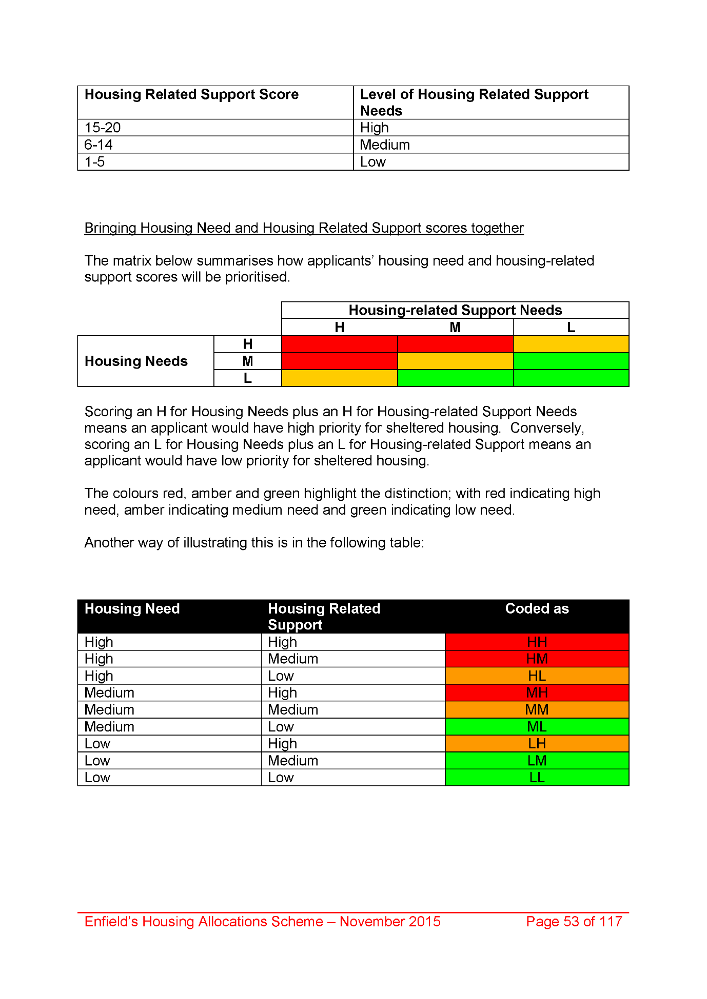 Housing Related Support Score Level of Housing Related Support
Needs
15-20 High
6-14 Medium
1-5 Low
Bringing Housing Need and Housing Related Support scores together
The matrix below summarises how applicants’ housing need and housing-related
support scores will be prioritised.
Housing-related Support Needs
H M L
H
Housing Needs M
L
Scoring an H for Housing Needs plus an H for Housing-related Support Needs
means an applicant would have high priority for sheltered housing.  Conversely,
scoring an L for Housing Needs plus an L for Housing-related Support means an
applicant would have low priority for sheltered housing.
The colours red, amber and green highlight the distinction; with red indicating high
need, amber indicating medium need and green indicating low need.
Another way of illustrating this is in the following table:
Housing Need Housing Related Coded as
Support
High High HH
High Medium HM
High Low HL
Medium High MH
Medium Medium MM
Medium Low ML
Low High LH
Low Medium LM
Low Low LL
Enfield’s Housing Allocations Scheme – November 2015 Page 53 of 117